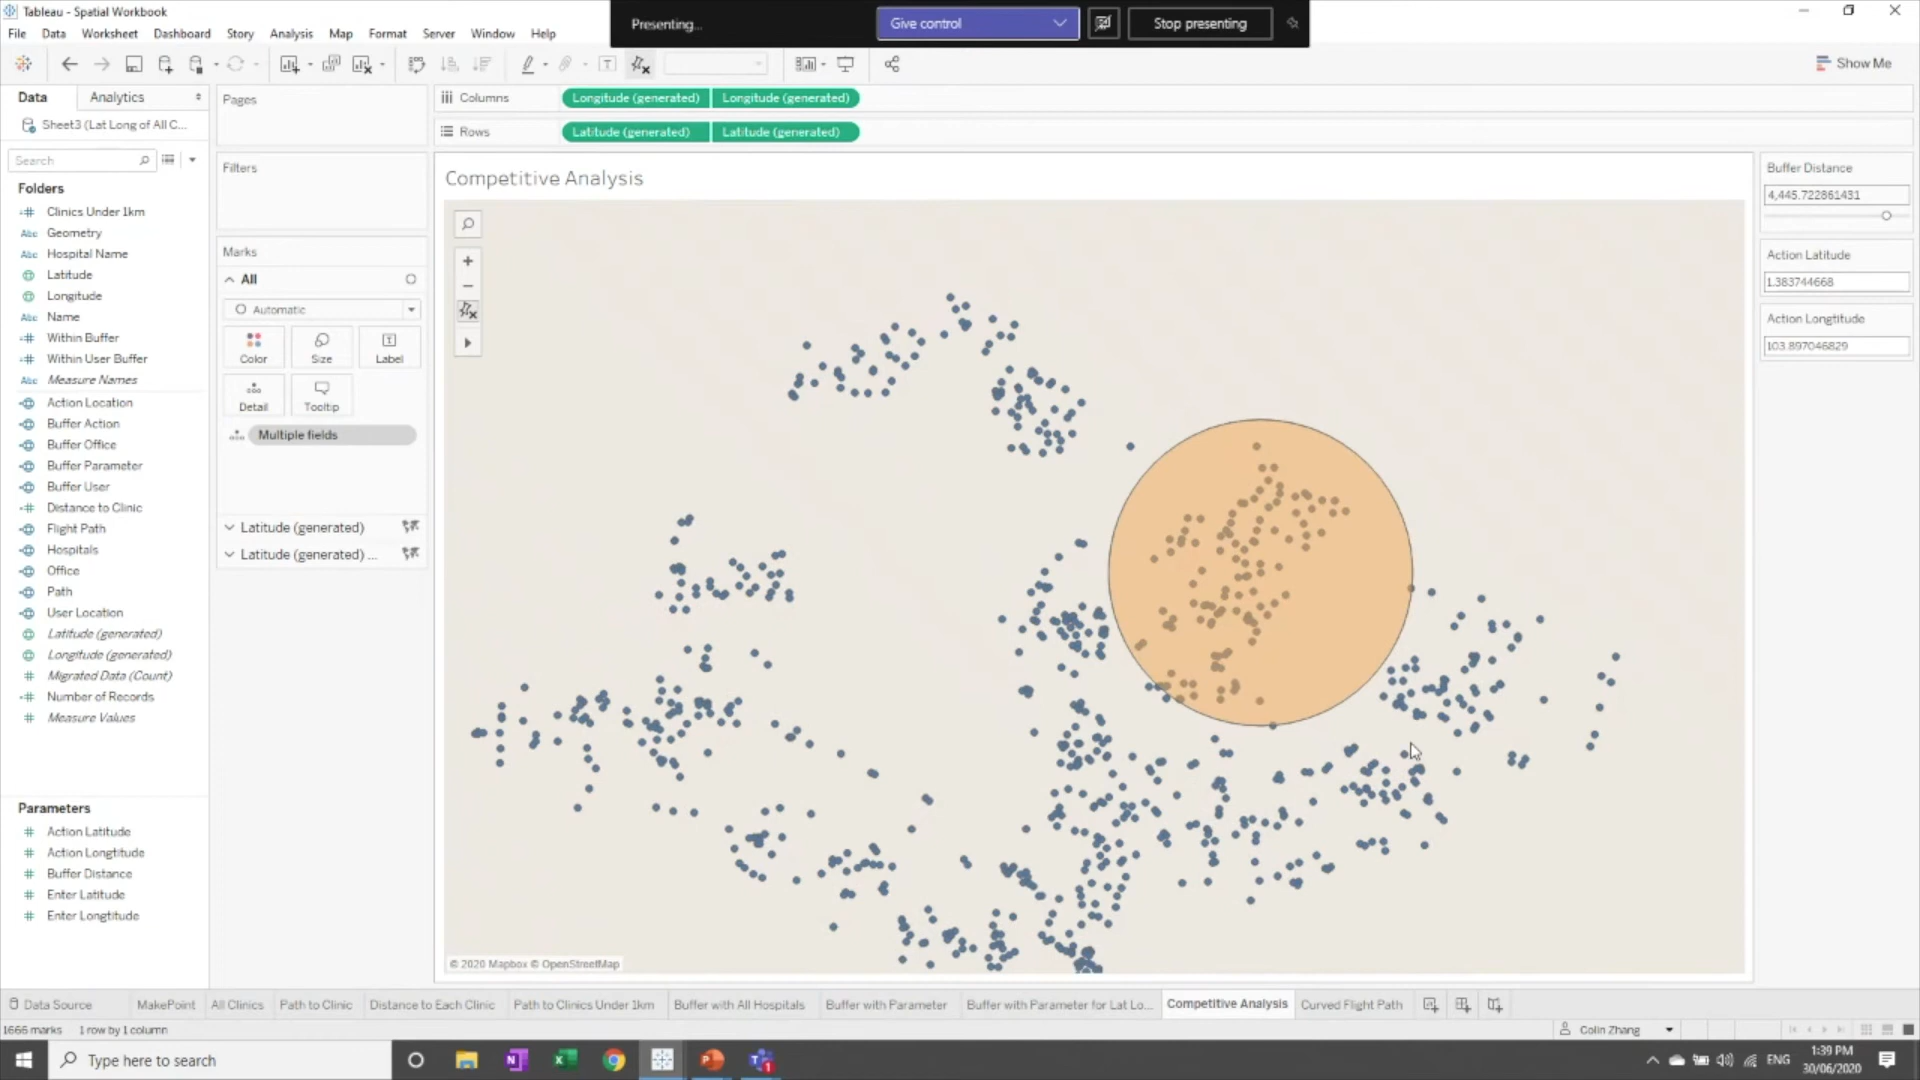 Tableau - Spatial Workbook
Presenting...
Give control
Stop presenting
File Data Worksheet Dashboard Story Analysis Map Format Server Window Help
Show Me
Data Analytics
Sheet3 (Lat Long of All C...
Search
Folders
Clinics Under 1km
Abc Geometry
Abc Hospital Name
Latitude
Longitude
Abc Name
Within Buffer
Within User Buffer
Abc Measure Names
Action Location
Buffer Action
Buffer Office
Buffer Parameter
Buffer User
Distance to Clinic
Flight Path
Hospitals
Office
Path
User Location
Latitude (generated)
Longitude (generated)
Migrated Data (Count)
Number of Records
Measure Values
Parameters
Action Latitude
Action Longtitude
Buffer Distance
Enter Latitude
Enter Longtitude
Pages
Filters
Marks
All
Automatic
Color Size Label
Detail Tooltip
Multiple fields
Latitude (generated)
Latitude (generated) ...
Columns Longitude (generated) Longitude (generated)
Rows Latitude (generated) Latitude (generated)
Competitive Analysis
© 2020 Mapbox © OpenStreetMap
Buffer Distance
4,445.722861431
Action Latitude
1.383744668
Action Longtitude
103.897046829
Data Source MakePoint All Clinics Path to Clinic Distance to Each Clinic Path to Clinics Under 1km Buffer with All Hospitals Buffer with Parameter Buffer with Parameter for Lat Lo... Competitive Analysis Curved Flight Path
1666 marks 1 row by 1 column
Colin Zhang
Type here to search
ENG
1:39 PM
30/06/2020